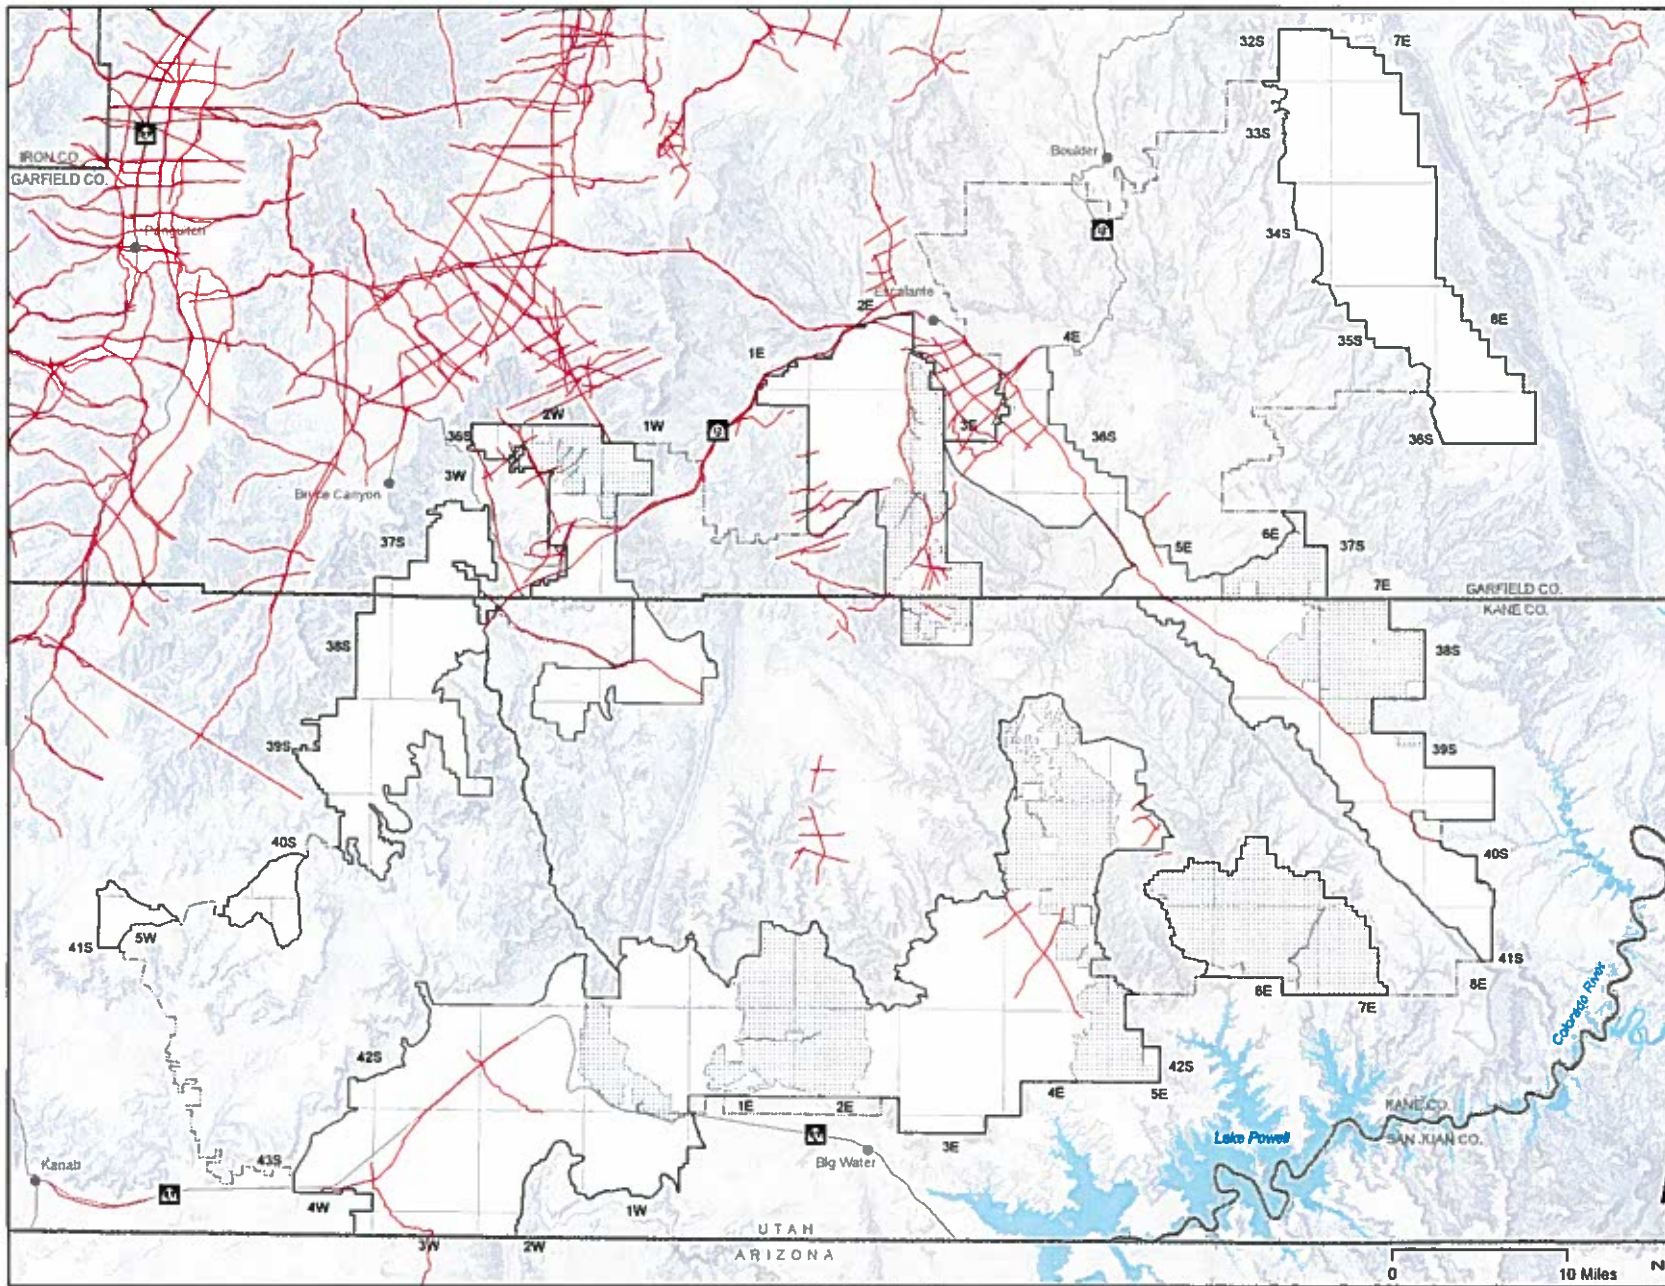 32S
7E
33S
IRON CO.
GARFIELD CO.
Boulder
Panguitch
34S
Escalante
2E
8E
4E
35S
1E
2W
1W
3E
36S
36S
36S
3W
Bryce Canyon
37S
5E
6E
37S
7E
GARFIELD CO.
KANE CO.
38S
38S
39S
39S
40S
40S
41S
5W
41S
6E
7E
8E
Colorado River
42S
42S
1E
2E
4E
5E
KANE CO.
SAN JUAN CO.
3E
Lake Powell
Big Water
43S
Kanab
4W
1W
UTAH
3W
2W
ARIZONA
0
10 Miles
N